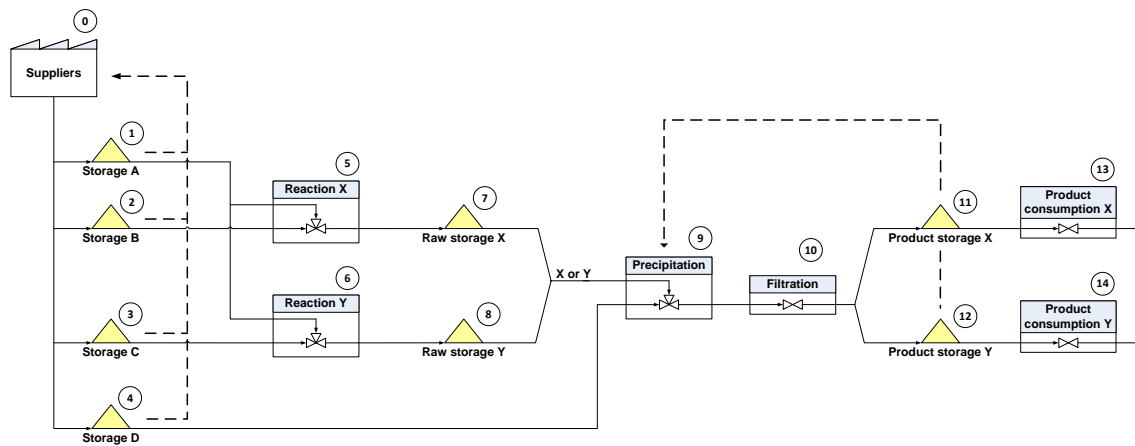 0
Suppliers
1
Storage A
2
Storage B
3
Storage C
4
Storage D
5
Reaction X
6
Reaction Y
7
Raw storage X
8
Raw storage Y
X or Y
9
Precipitation
10
Filtration
11
Product storage X
12
Product storage Y
13
Product
consumption X
14
Product
consumption Y